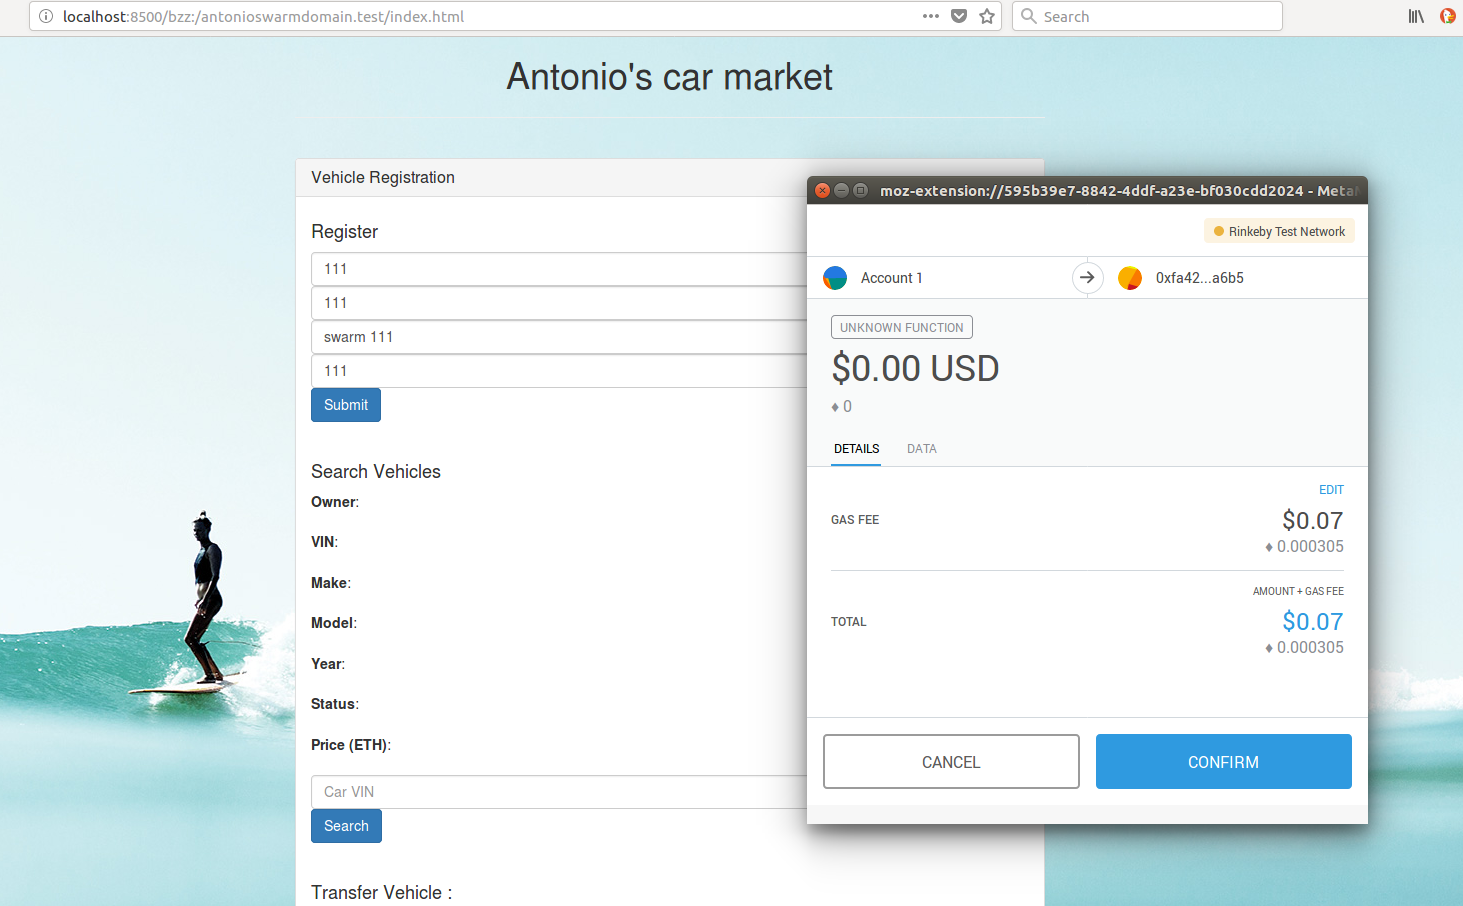 localhost:8500/bzz:/antonioswarmdomain.test/index.html
Search
Antonio's car market
Vehicle Registration
Register
111
111
swarm 111
111
Submit
Search Vehicles
Owner:
VIN:
Make:
Model:
Year:
Status:
Price (ETH):
Car VIN
Search
Transfer Vehicle :
moz-extension://595b39e7-8842-4ddf-a23e-bf030cdd2024 - Meta
Rinkeby Test Network
Account 1
0xfa42...a6b5
UNKNOWN FUNCTION
$0.00 USD
0
DETAILS DATA
EDIT
GAS FEE $0.07
0.000305
AMOUNT + GAS FEE
TOTAL $0.07
0.000305
CANCEL CONFIRM